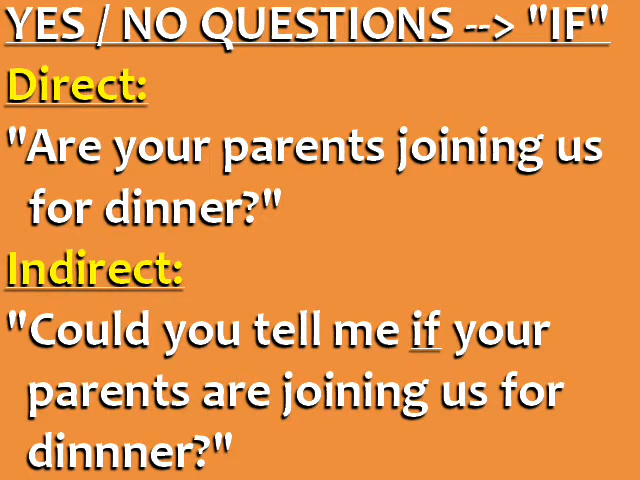 YES / NO QUESTIONS --> "IF"
Direct:
"Are your parents joining us
for dinner?"
Indirect:
"Could you tell me if your
parents are joining us for
dinnner?"